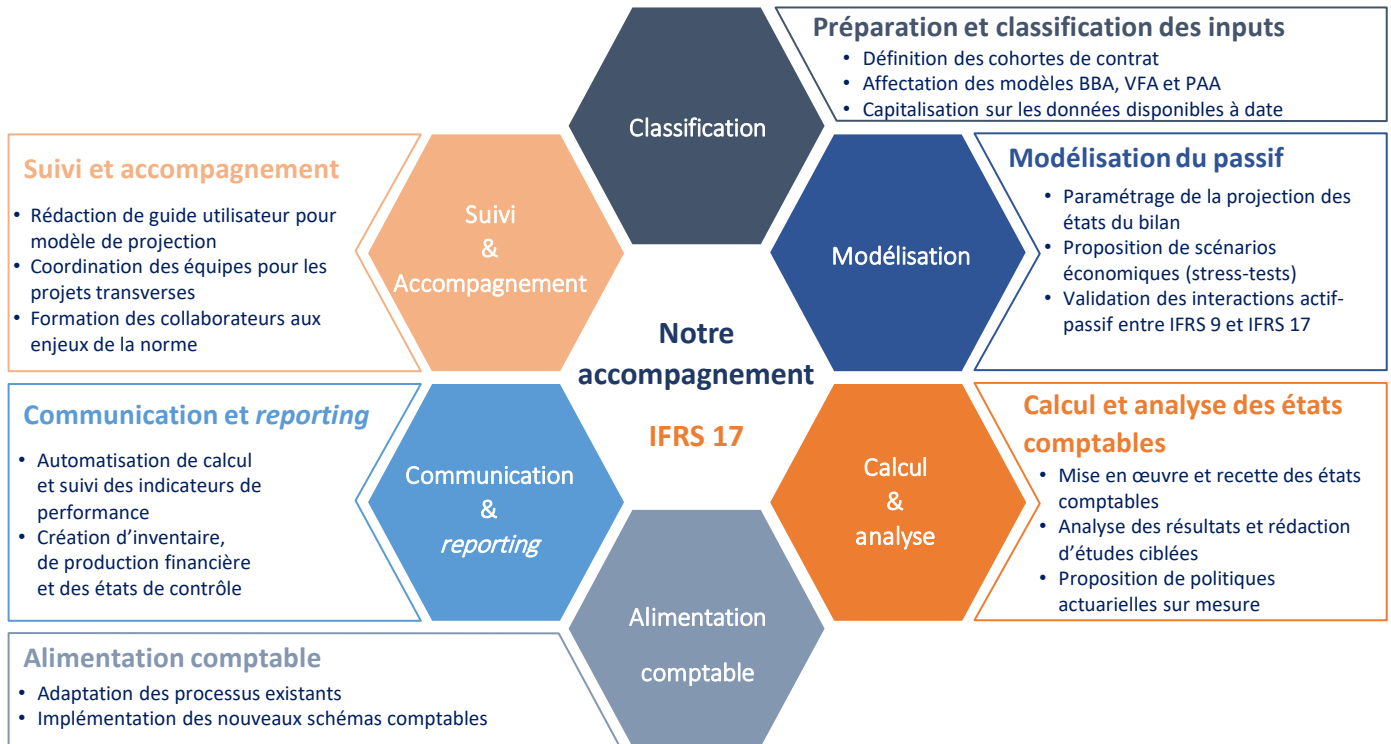 Préparation et classification des inputs
• Définition des cohortes de contrat
• Affectation des modèles BBA, VFA et PAA
• Capitalisation sur les données disponibles à date
Classification
Modélisation du passif
• Paramétrage de la projection des
états du bilan
• Proposition de scénarios
économiques (stress-tests)
• Validation des interactions actif-
passif entre IFRS 9 et IFRS 17
Modélisation
Suivi et accompagnement
• Rédaction de guide utilisateur pour
modèle de projection
• Coordination des équipes pour les
projets transverses
• Formation des collaborateurs aux
enjeux de la norme
Suivi
&
Accompagnement
Notre
accompagnement
IFRS 17
Calcul et analyse des états
comptables
• Mise en œuvre et recette des états
comptables
• Analyse des résultats et rédaction
d’études ciblées
• Proposition de politiques
actuarielles sur mesure
Calcul
&
analyse
Communication et reporting
• Automatisation de calcul
et suivi des indicateurs de
performance
• Création d’inventaire,
de production financière
et des états de contrôle
Communication
&
reporting
Alimentation
comptable
Alimentation comptable
• Adaptation des processus existants
• Implémentation des nouveaux schémas comptables